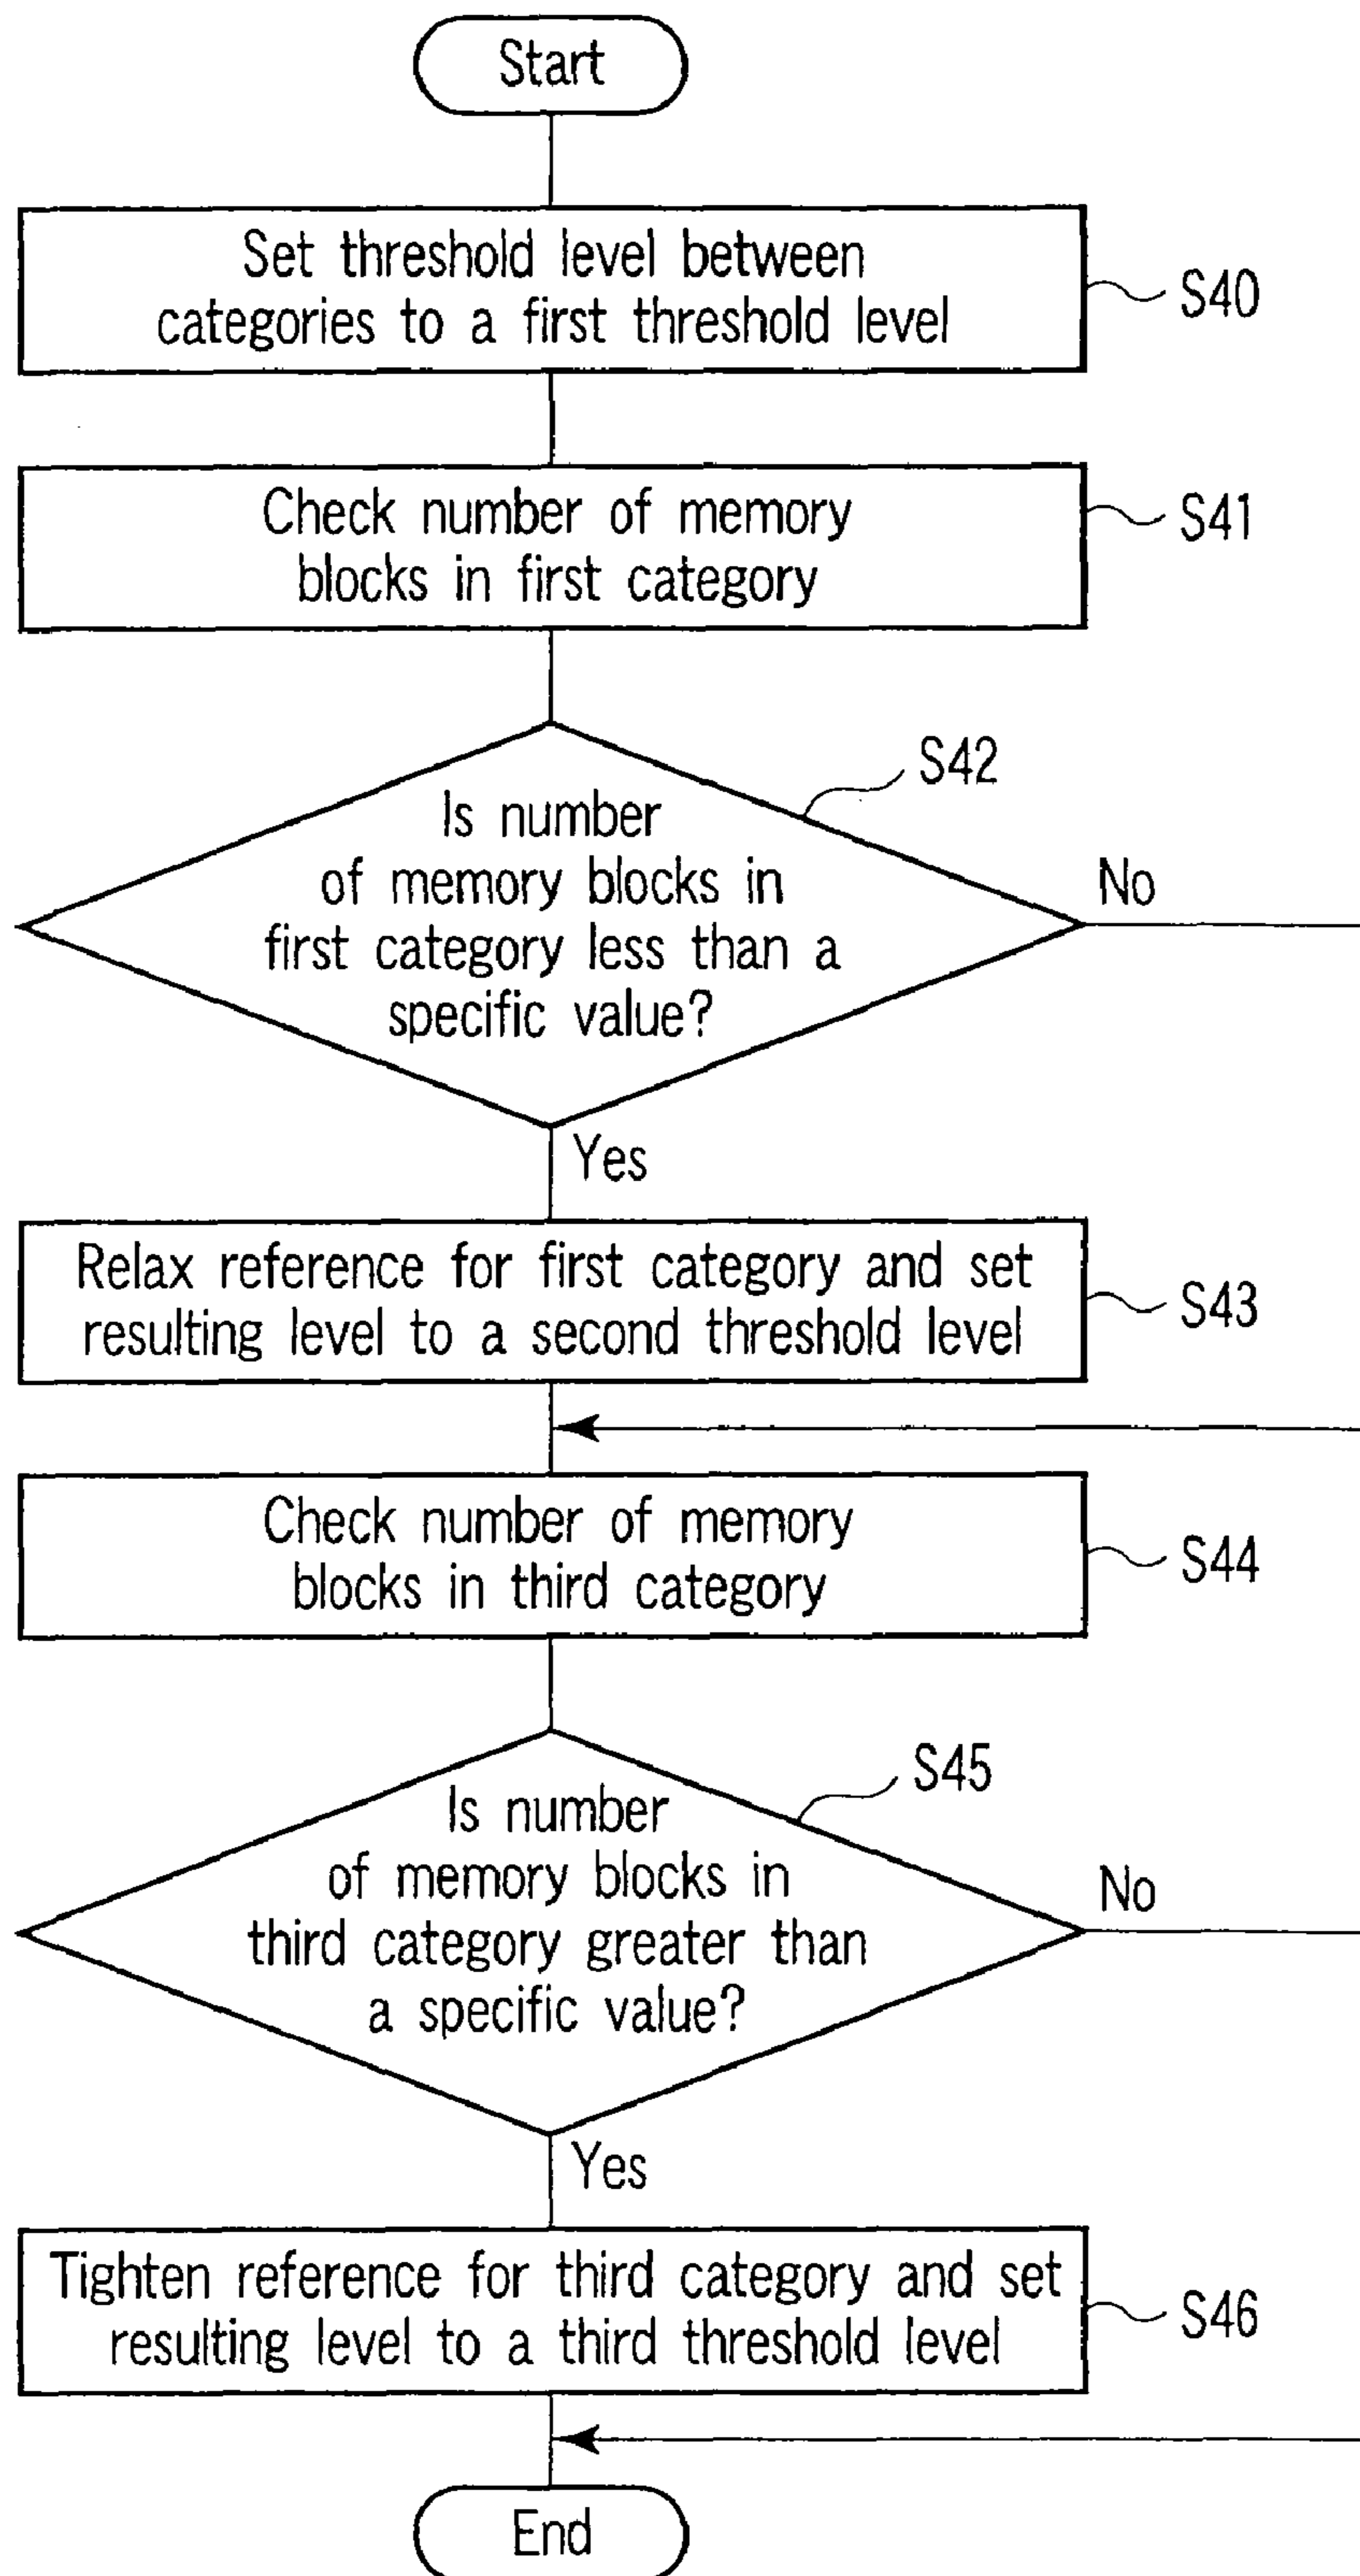 Start
Set threshold level between
categories to a first threshold level
S40
Check number of memory
blocks in first category
S41
S42
Is number
of memory blocks in
first category less than a
specific value?
No
Yes
Relax reference for first category and set
resulting level to a second threshold level
S43
Check number of memory
blocks in third category
S44
S45
Is number
of memory blocks in
third category greater than
a specific value?
No
Yes
Tighten reference for third category and set
resulting level to a third threshold level
S46
End